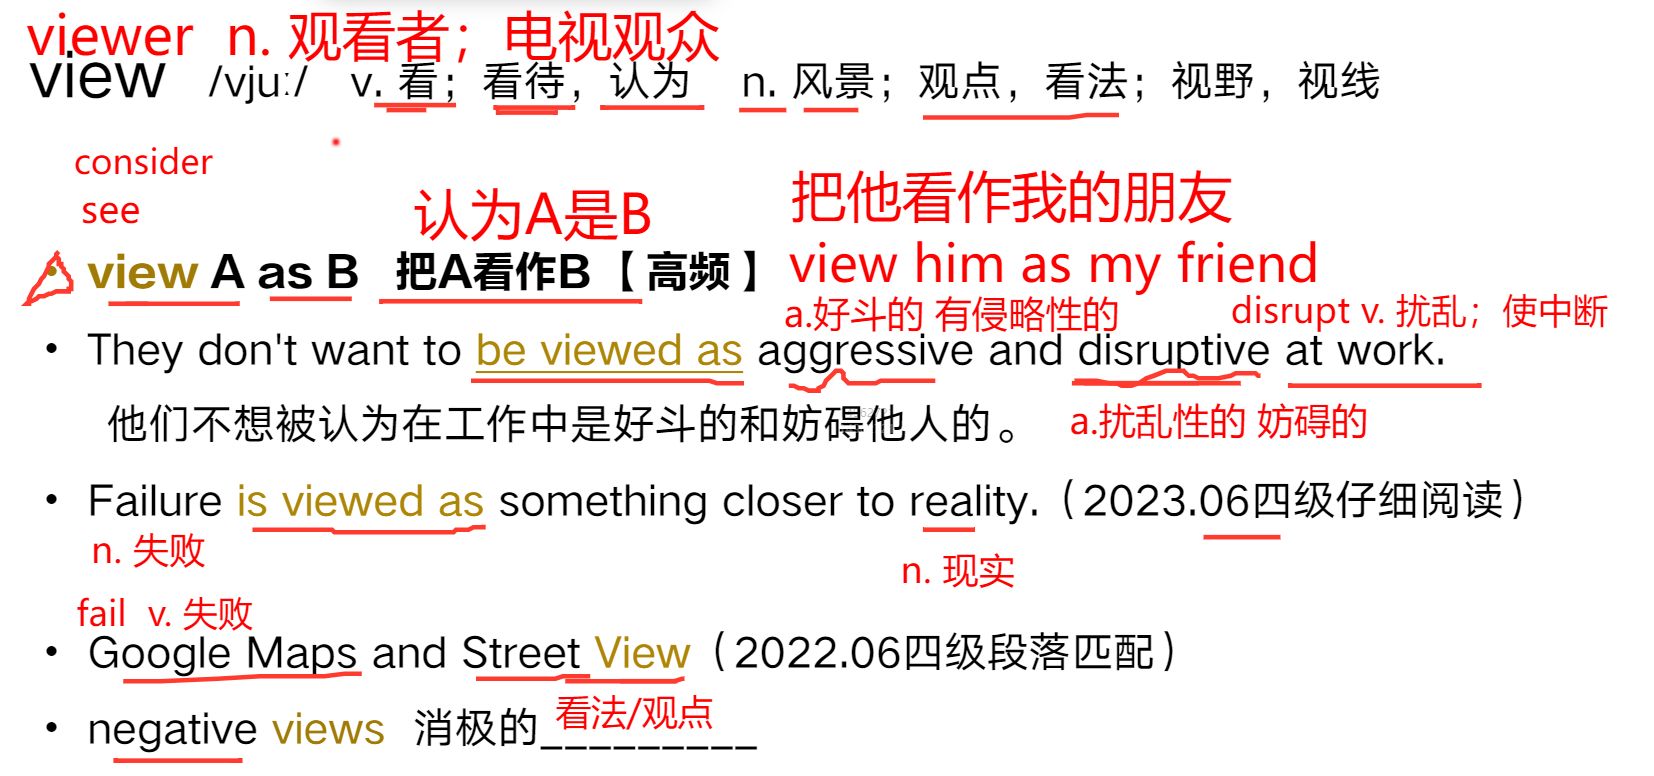 viewer n. 观看者；电视观众
view /vjuː/ v. 看；看待，认为 n. 风景；观点，看法；视野，视线
consider
see
认为A是B
把他看作我的朋友
view A as B 把A看作B【高频】
view him as my friend
a.好斗的 有侵略性的
disrupt v. 扰乱；使中断
They don't want to be viewed as aggressive and disruptive at work.
他们不想被认为在工作中是好斗的和妨碍他人的。
a.扰乱性的 妨碍的
Failure is viewed as something closer to reality.（2023.06四级仔细阅读）
n. 失败
n. 现实
fail v. 失败
Google Maps and Street View（2022.06四级段落匹配）
negative views 消极的_________
看法/观点